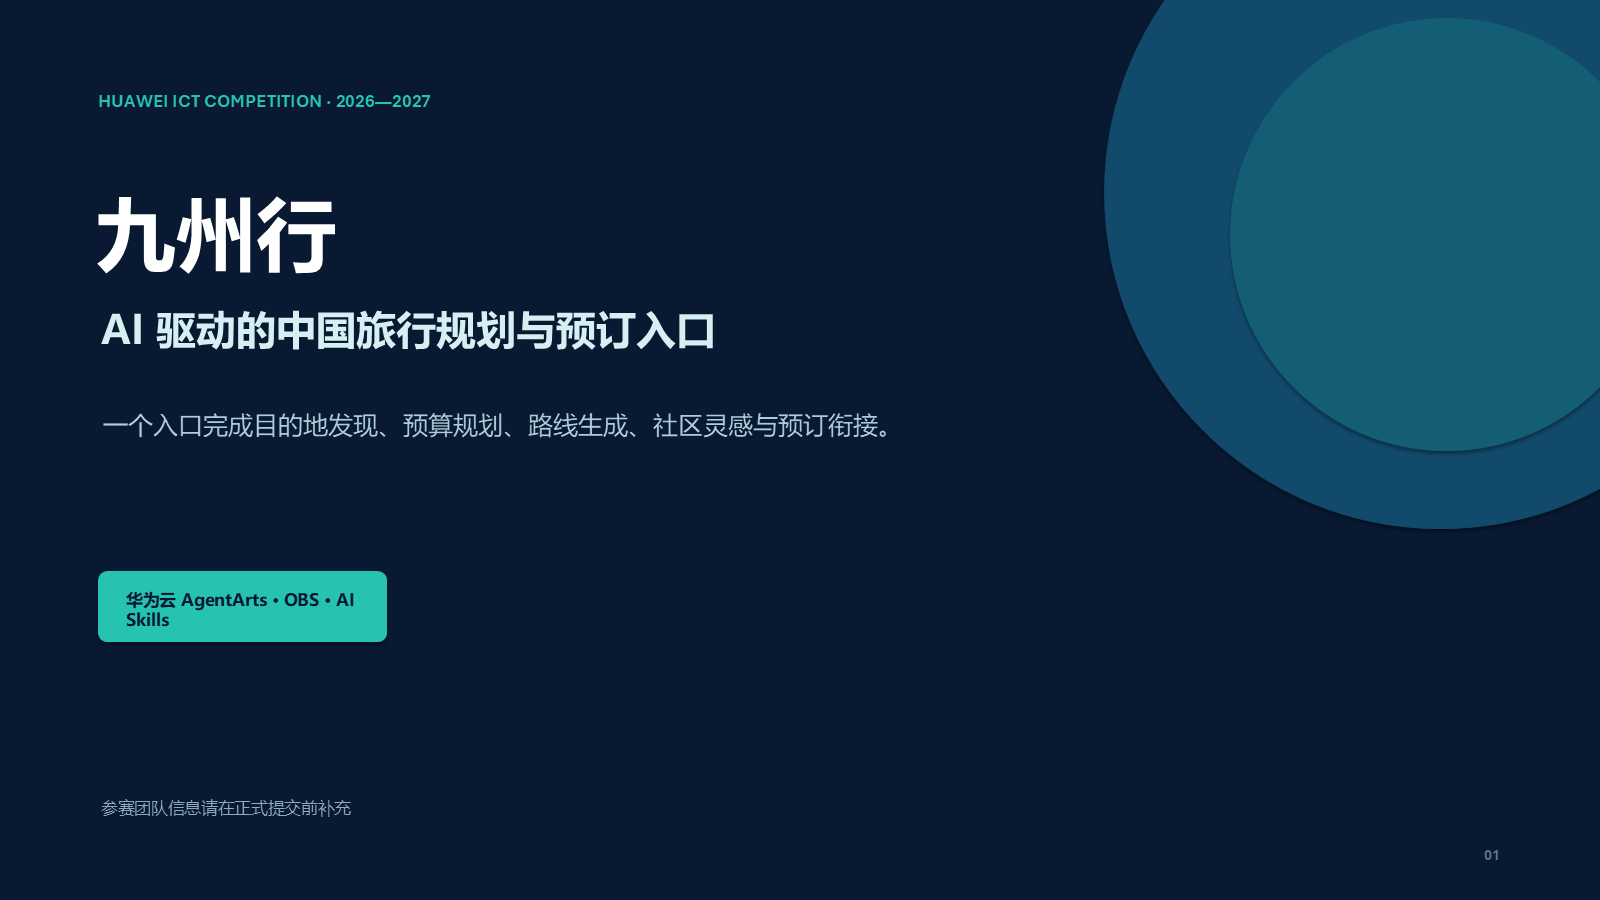 HUAWEI ICT COMPETITION · 2026—2027
九州行
AI 驱动的中国旅行规划与预订入口
一个入口完成目的地发现、预算规划、路线生成、社区灵感与预订衔接。
华为云 AgentArts • OBS • AI
Skills
参赛团队信息请在正式提交前补充
01